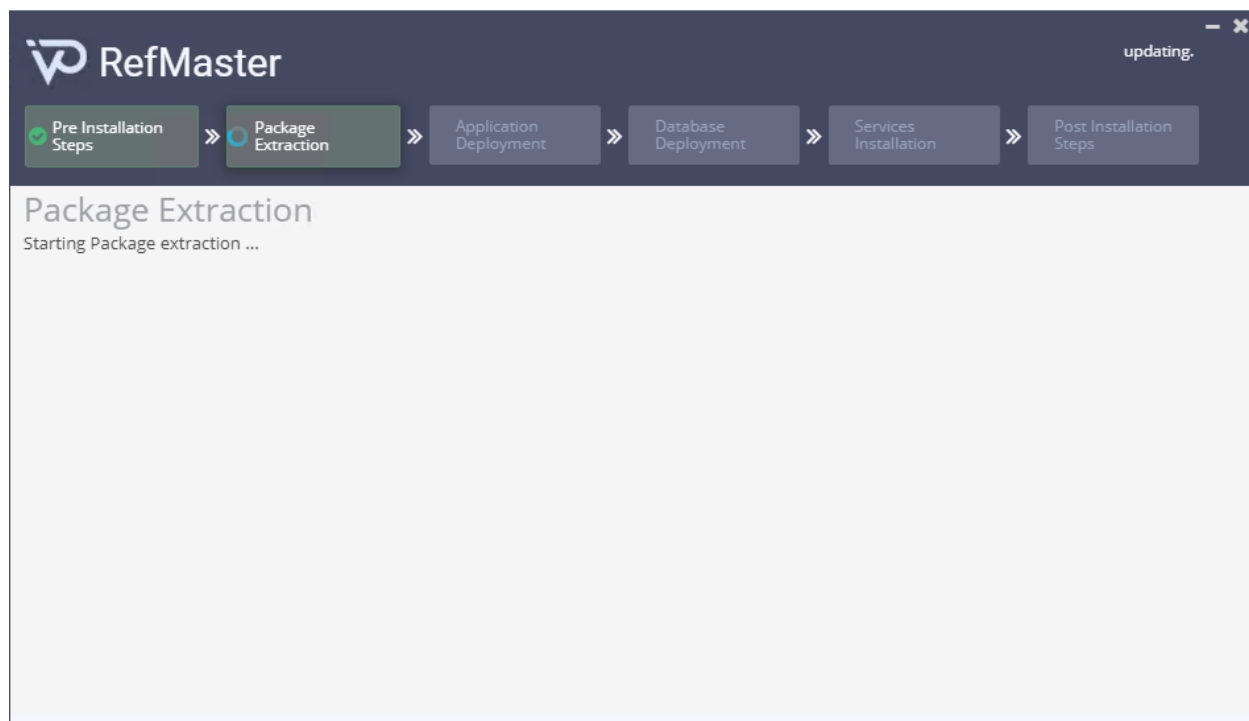 RefMaster
updating.
Pre Installation
Steps
Package
Extraction
Application
Deployment
Database
Deployment
Services
Installation
Post Installation
Steps
Package Extraction
Starting Package extraction ...